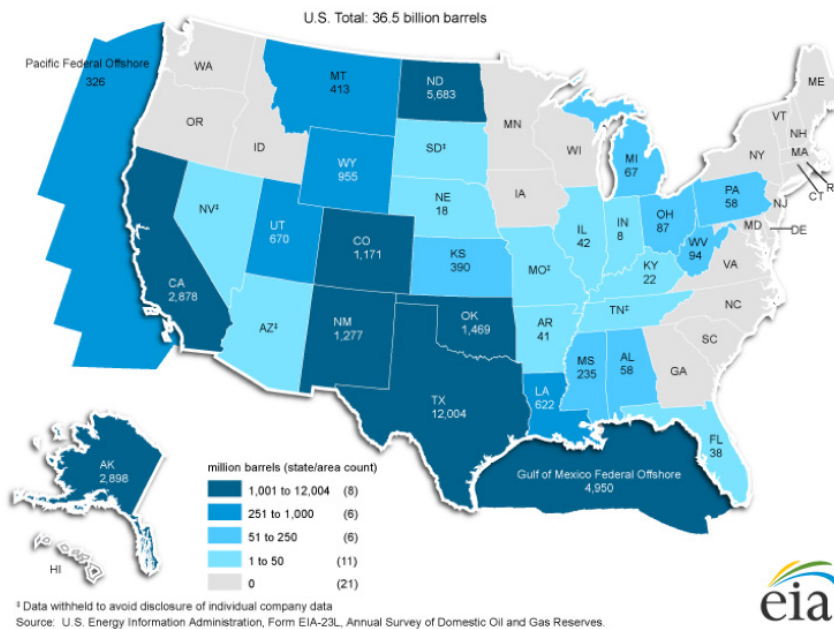 U.S. Total: 36.5 billion barrels
Pacific Federal Offshore
326
WA
OR
ID
MT
413
ND
5,683
MN
WI
IA
SD‡
WY
955
NE
18
NV‡
UT
670
CO
1,171
KS
390
CA
2,878
AZ‡
NM
1,277
OK
1,469
TX
12,004
MO‡
AR
41
LA
622
IL
42
IN
8
MI
67
OH
87
KY
22
TN‡
MS
235
AL
58
GA
FL
38
SC
NC
VA
WV
94
PA
58
NY
VT
NH
MA
ME
CT
R
NJ
MD
DE
Gulf of Mexico Federal Offshore
4,950
AK
2,898
HI
million barrels (state/area count)
1,001 to 12,004 (8)
251 to 1,000 (6)
51 to 250 (6)
1 to 50 (11)
0 (21)
‡ Data withheld to avoid disclosure of individual company data
Source: U.S. Energy Information Administration, Form EIA-23L, Annual Survey of Domestic Oil and Gas Reserves.
eia